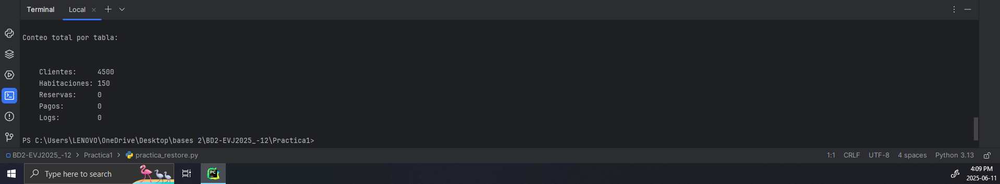 Terminal Local
Conteo total por tabla:
Clientes: 4500
Habitaciones: 150
Reservas: 0
Pagos: 0
Logs: 0
PS C:\Users\LENOVO\OneDrive\Desktop\bases 2\BD2-EVJ2025_-12\Practica1>
BD2-EVJ2025_-12 > Practica1 > practica_restore.py 1:1 CRLF UTF-8 4 spaces Python 3.13
Type here to search
PC
4:09 PM
2025-06-11